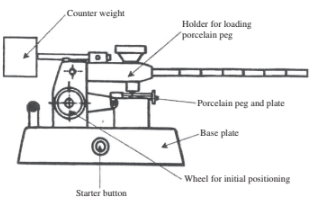 Counter weight
Holder for loading
porcelain peg
Porcelain peg and plate
Base plate
Wheel for initial positioning
Starter button